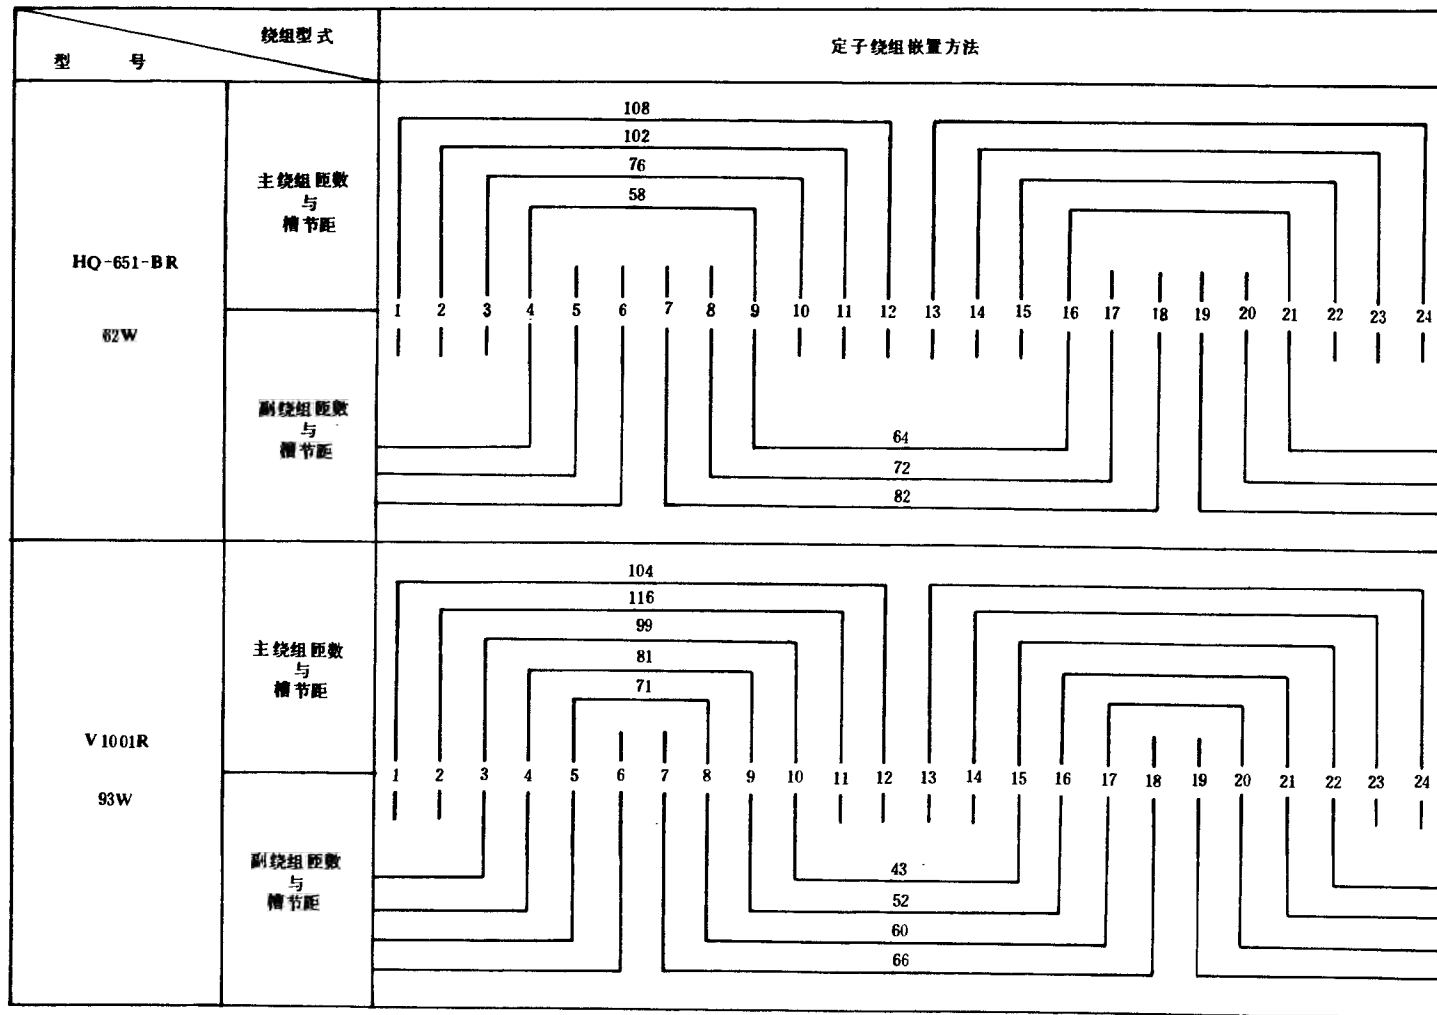 绕组型式
型 号
定子绕组嵌置方法
HQ-651-BR
62W
主绕组匝数
与
槽节距
108
102
76
58
1 2 3 4 5 6 7 8 9 10 11 12 13 14 15 16 17 18 19 20 21 22 23 24
副绕组匝数
与
槽节距
64
72
82
V1001R
93W
主绕组匝数
与
槽节距
104
116
99
81
71
1 2 3 4 5 6 7 8 9 10 11 12 13 14 15 16 17 18 19 20 21 22 23 24
副绕组匝数
与
槽节距
43
52
60
66